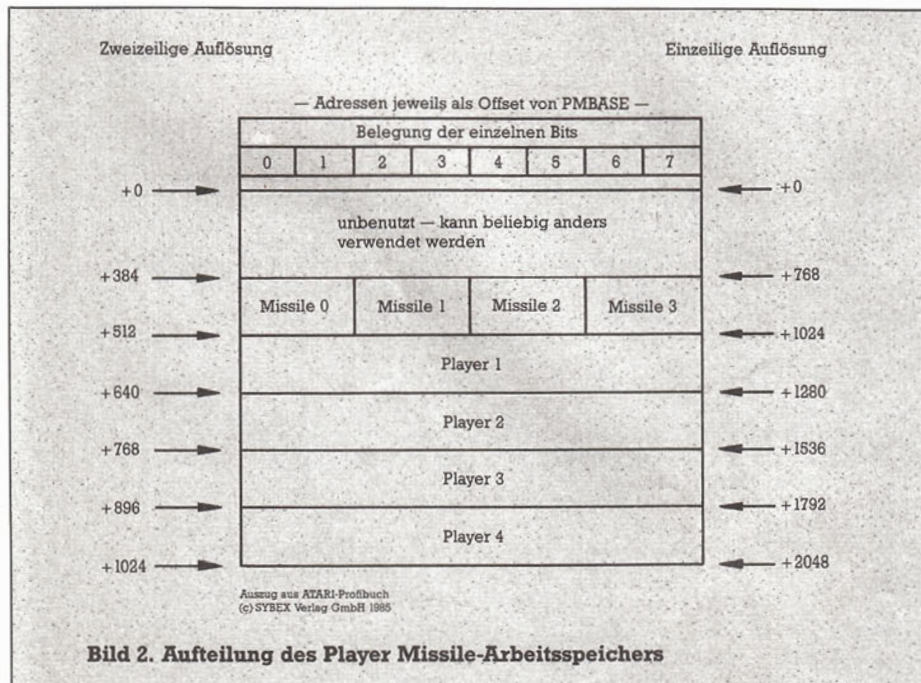 Zweizeilige Auflösung
Einzeilige Auflösung
— Adressen jeweils als Offset von PMBASE —
Belegung der einzelnen Bits
0 1 2 3 4 5 6 7
+0
+0
unbenutzt — kann beliebig anders
verwendet werden
+384
+768
Missile 0 Missile 1 Missile 2 Missile 3
+512
+1024
Player 1
+640
+1280
Player 2
+768
+1536
Player 3
+896
+1792
Player 4
+1024
+2048
Auszug aus ATARI-Profibuch
(c) SYBEX Verlag GmbH 1985
Bild 2. Aufteilung des Player Missile-Arbeitsspeichers